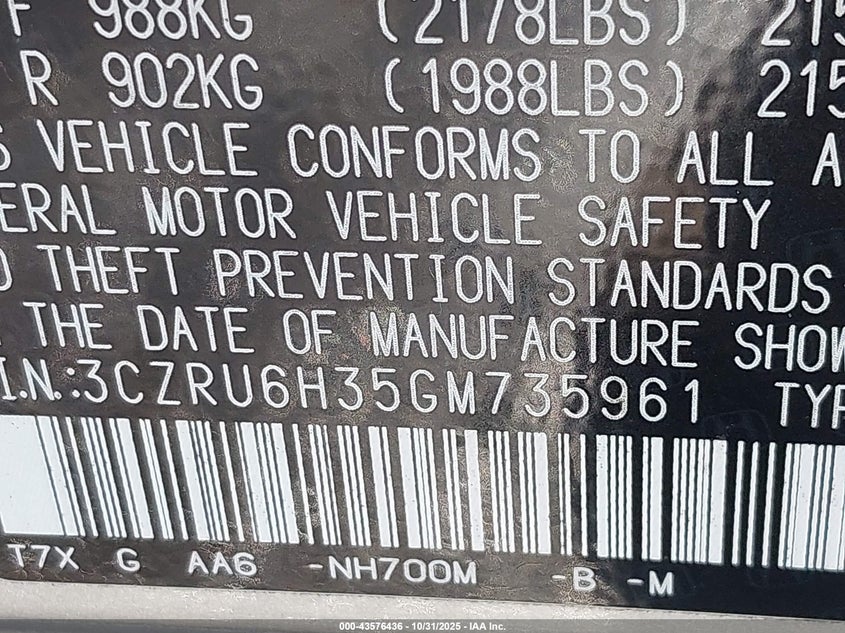 F 988KG (2178LBS) 215
R 902KG (1988LBS) 215
S VEHICLE CONFORMS TO ALL A
ERAL MOTOR VEHICLE SAFETY
D THEFT PREVENTION STANDARDS
THE DATE OF MANUFACTURE SHOW
I.N.:3CZRU6H35GM735961 TYP
T7X G AA6 -NH700M -B -M
000-43576436 - 10/31/2025 - IAA Inc.